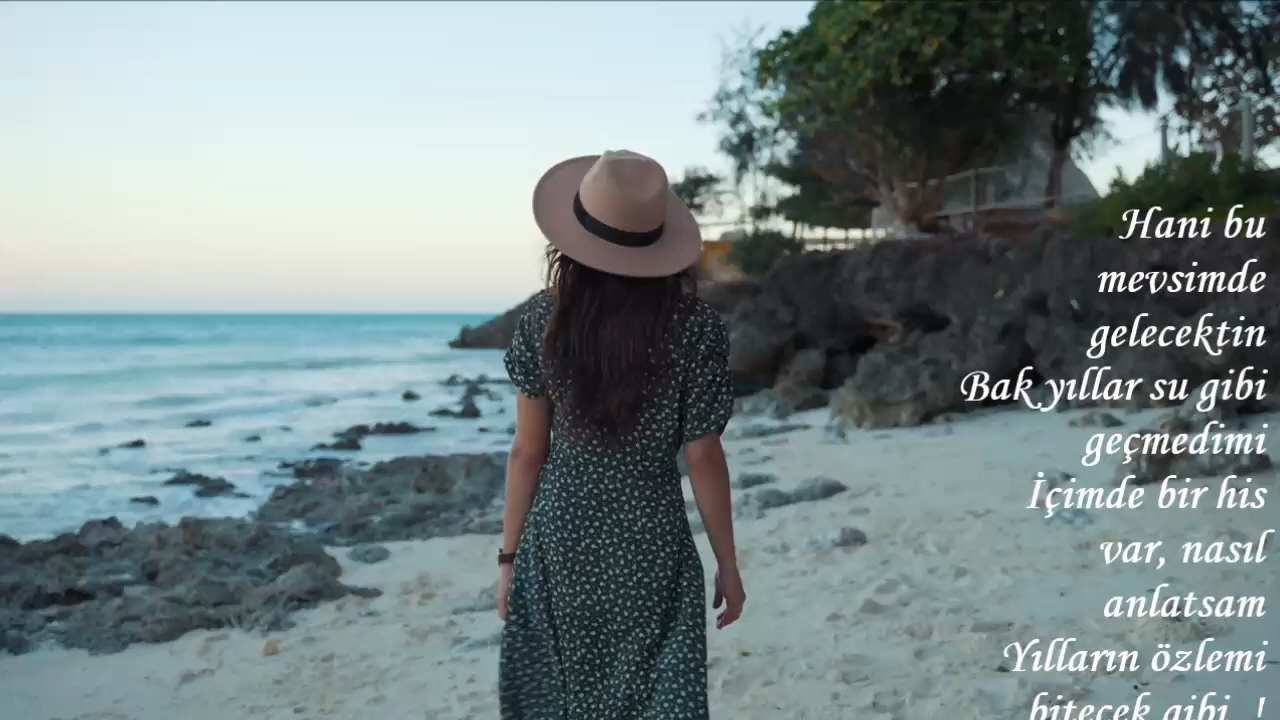 Hani bu
mevsimde
gelecektin
Bak yıllar su gibi
geçmedimi
İçimde bir his
var, nasıl
anlatsam
Yılların özlemi
bitecek gibi !